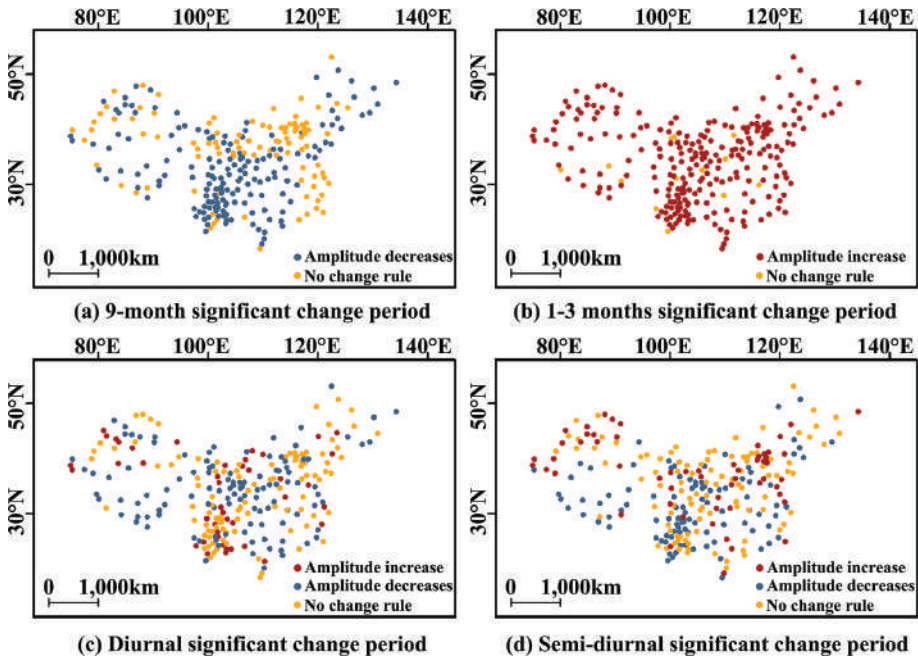 80°E 100°E 120°E 140°E
50°N
30°N
0 1,000km
Amplitude decreases
No change rule
(a) 9-month significant change period
80°E 100°E 120°E 140°E
50°N
30°N
0 1,000km
Amplitude increase
No change rule
(b) 1-3 months significant change period
80°E 100°E 120°E 140°E
50°N
30°N
0 1,000km
Amplitude increase
Amplitude decreases
No change rule
(c) Diurnal significant change period
80°E 100°E 120°E 140°E
50°N
30°N
0 1,000km
Amplitude increase
Amplitude decreases
No change rule
(d) Semi-diurnal significant change period